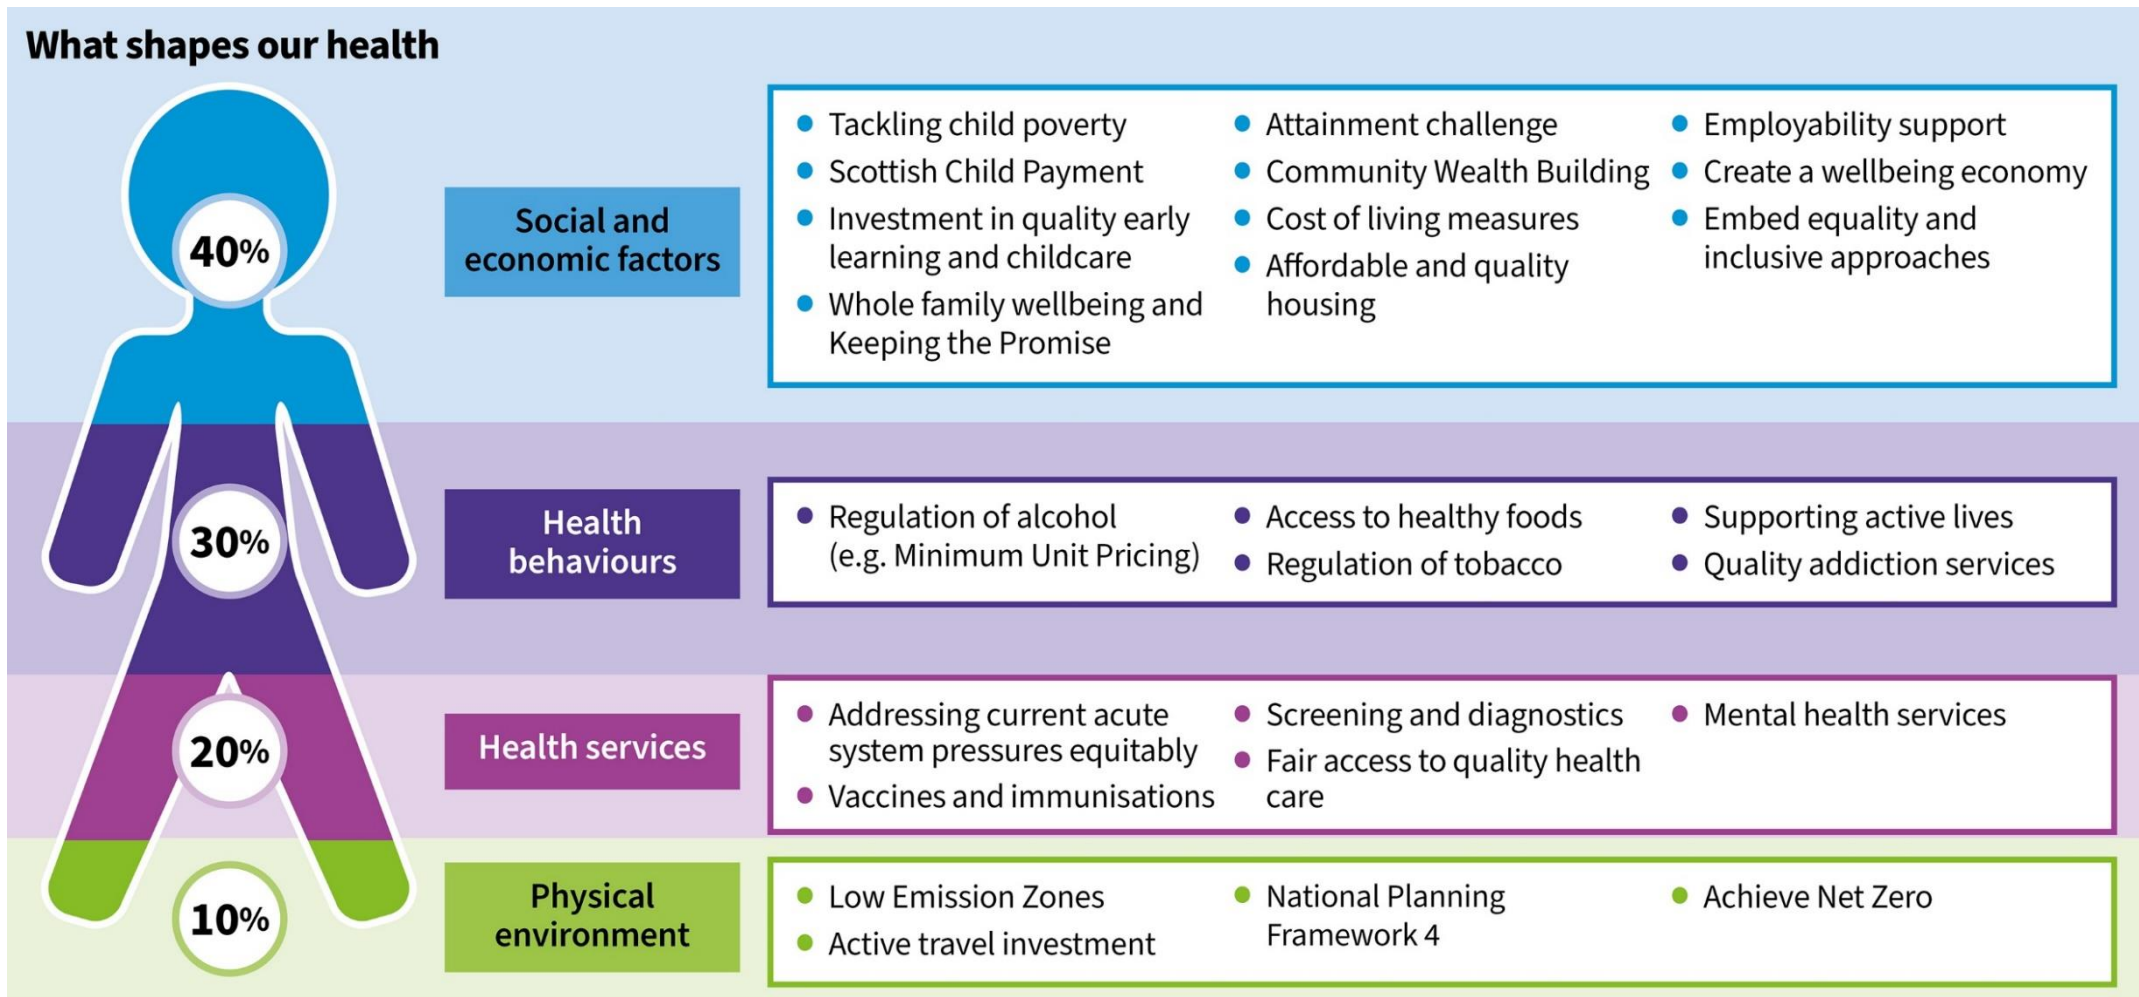 What shapes our health
40%
Social and
economic factors
Tackling child poverty
Scottish Child Payment
Investment in quality early
learning and childcare
Whole family wellbeing and
Keeping the Promise
Attainment challenge
Community Wealth Building
Cost of living measures
Affordable and quality
housing
Employability support
Create a wellbeing economy
Embed equality and
inclusive approaches
30%
Health
behaviours
Regulation of alcohol
(e.g. Minimum Unit Pricing)
Access to healthy foods
Regulation of tobacco
Supporting active lives
Quality addiction services
20%
Health services
Addressing current acute
system pressures equitably
Vaccines and immunisations
Screening and diagnostics
Fair access to quality health
care
Mental health services
10%
Physical
environment
Low Emission Zones
Active travel investment
National Planning
Framework 4
Achieve Net Zero